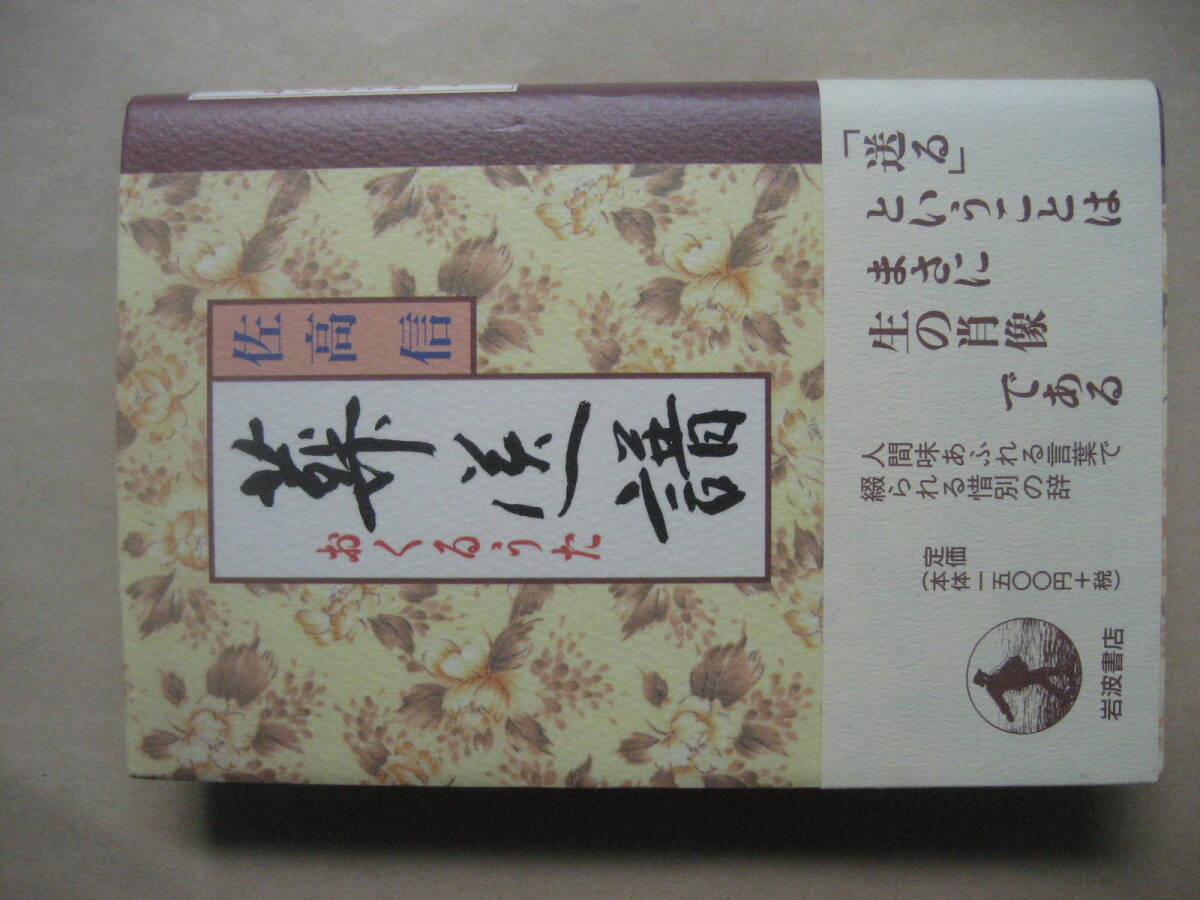 佐高信
葬送譜
おくるうた
「送る」
ということは
まさに
生の肖像
である
人間味あふれる言葉で
綴られる惜別の辞
定価
(本体一五〇〇円+税)
岩波書店